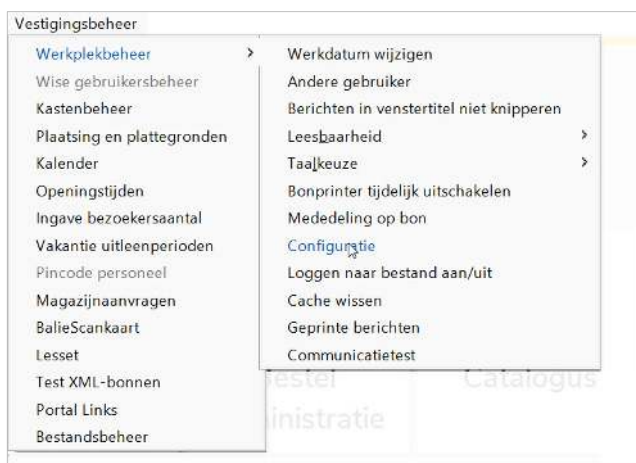 Vestigingsbeheer
Werkplekbeheer
Wise gebruikersbeheer
Kastenbeheer
Plaatsing en plattegronden
Kalender
Openingstijden
Ingave bezoekersaantal
Vakantie uitleenperioden
Pincode personeel
Magazijnaanvragen
BalieScankaart
Lesset
Test XML-bonnen
Portal Links
Bestandsbeheer
Werkdatum wijzigen
Andere gebruiker
Berichten in venstertitel niet knipperen
Leesbaarheid
Taalkeuze
Bonprinter tijdelijk uitschakelen
Mededeling op bon
Configuratie
Loggen naar bestand aan/uit
Cache wissen
Geprinte berichten
Communicatietest
Catalogus